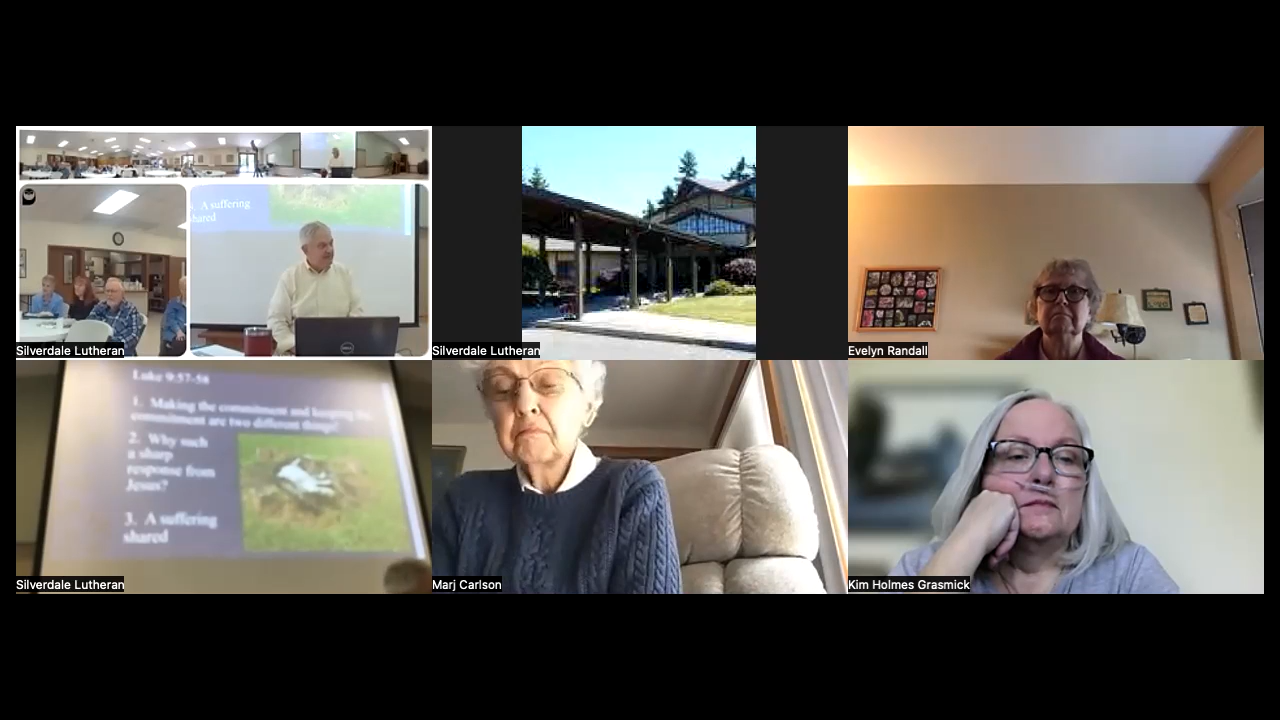 3. A suffering
shared
Silverdale Lutheran
Silverdale Lutheran
Evelyn Randall
Luke 9:57-58
1. Making the commitment and keeping the
commitment are two different things!
2. Why such
a sharp
response from
Jesus?
3. A suffering
shared
Silverdale Lutheran
Marj Carlson
Kim Holmes Grasmick